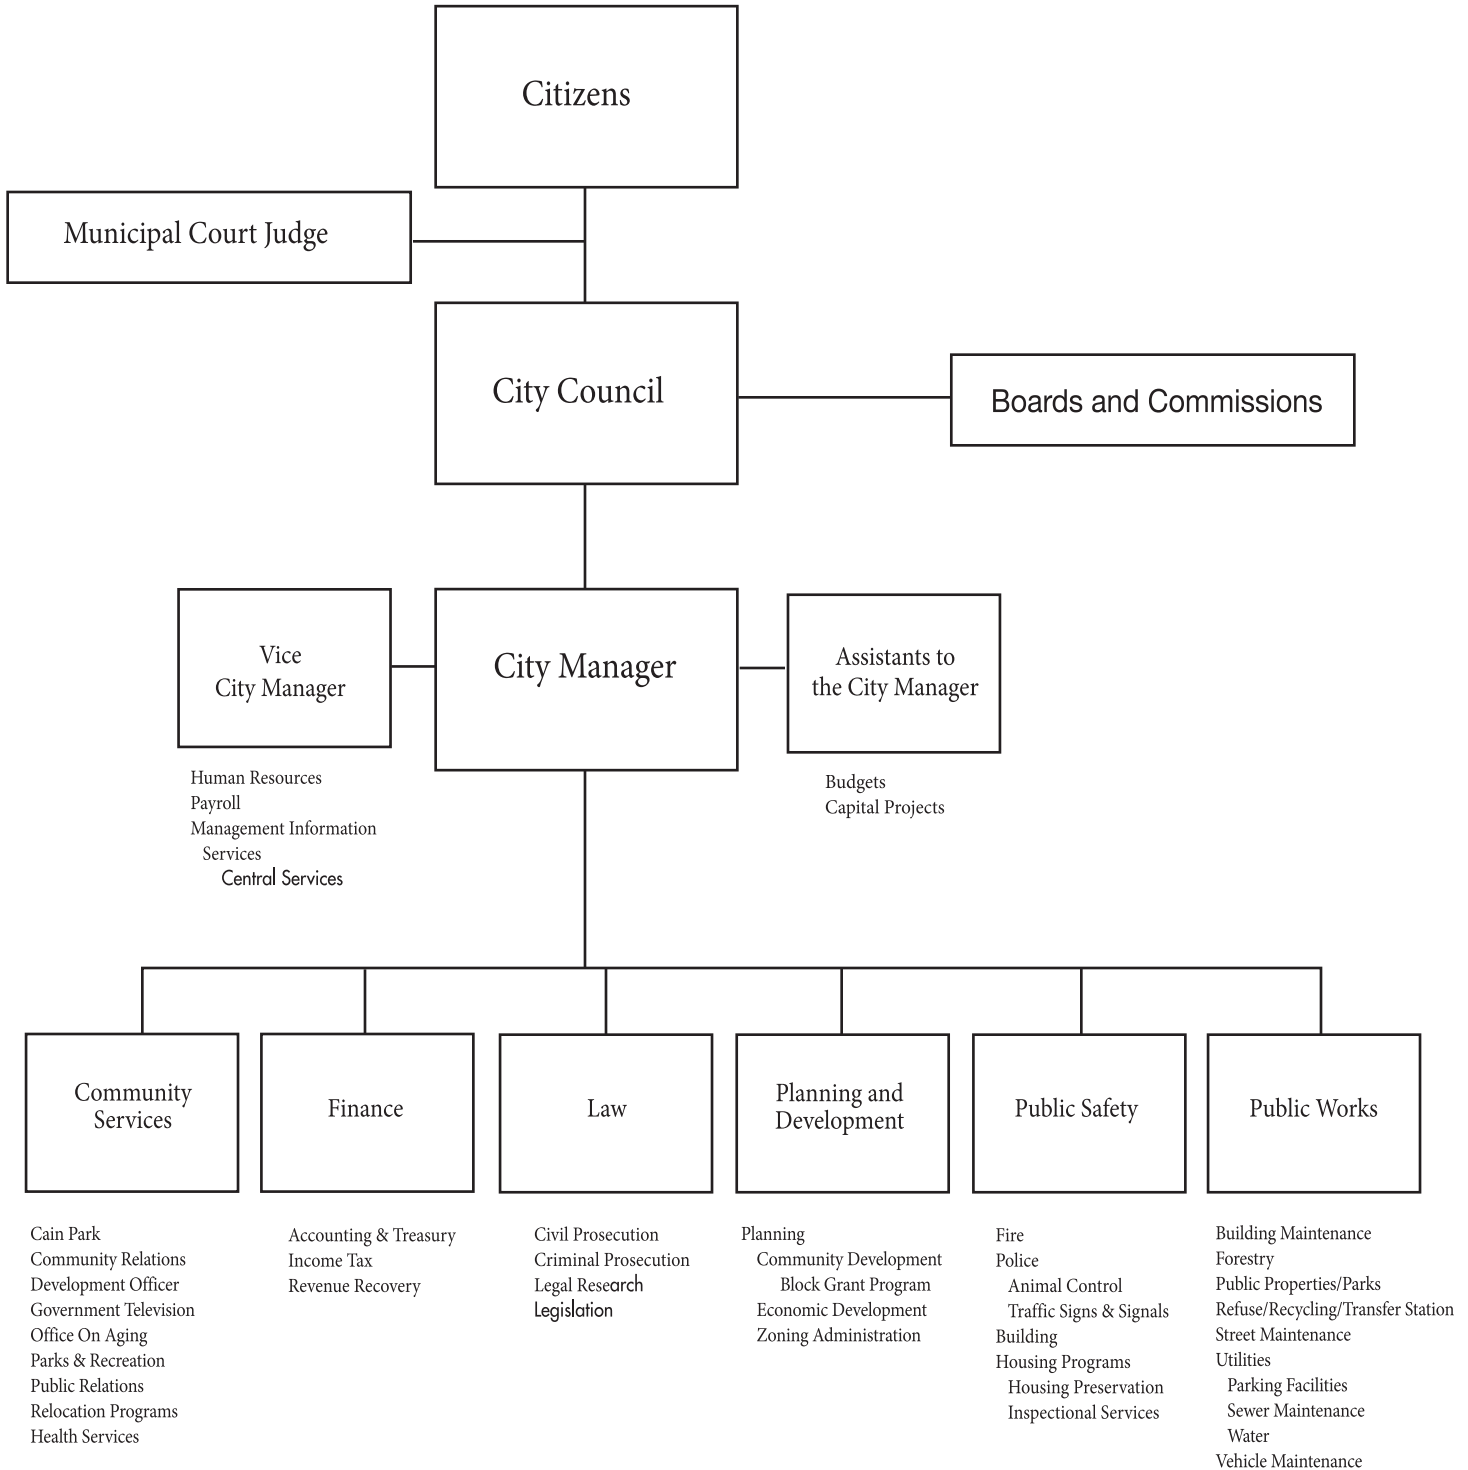 Citizens
Municipal Court Judge
City Council
Boards and Commissions
Vice
City Manager
City Manager
Assistants to
the City Manager
Human Resources
Payroll
Management Information
Services
Central Services
Budgets
Capital Projects
Community
Services
Finance
Law
Planning and
Development
Public Safety
Public Works
Cain Park
Community Relations
Development Officer
Government Television
Office On Aging
Parks & Recreation
Public Relations
Relocation Programs
Health Services
Accounting & Treasury
Income Tax
Revenue Recovery
Civil Prosecution
Criminal Prosecution
Legal Research
Legislation
Planning
Community Development
Block Grant Program
Economic Development
Zoning Administration
Fire
Police
Animal Control
Traffic Signs & Signals
Building
Housing Programs
Housing Preservation
Inspectional Services
Building Maintenance
Forestry
Public Properties/Parks
Refuse/Recycling/Transfer Station
Street Maintenance
Utilities
Parking Facilities
Sewer Maintenance
Water
Vehicle Maintenance